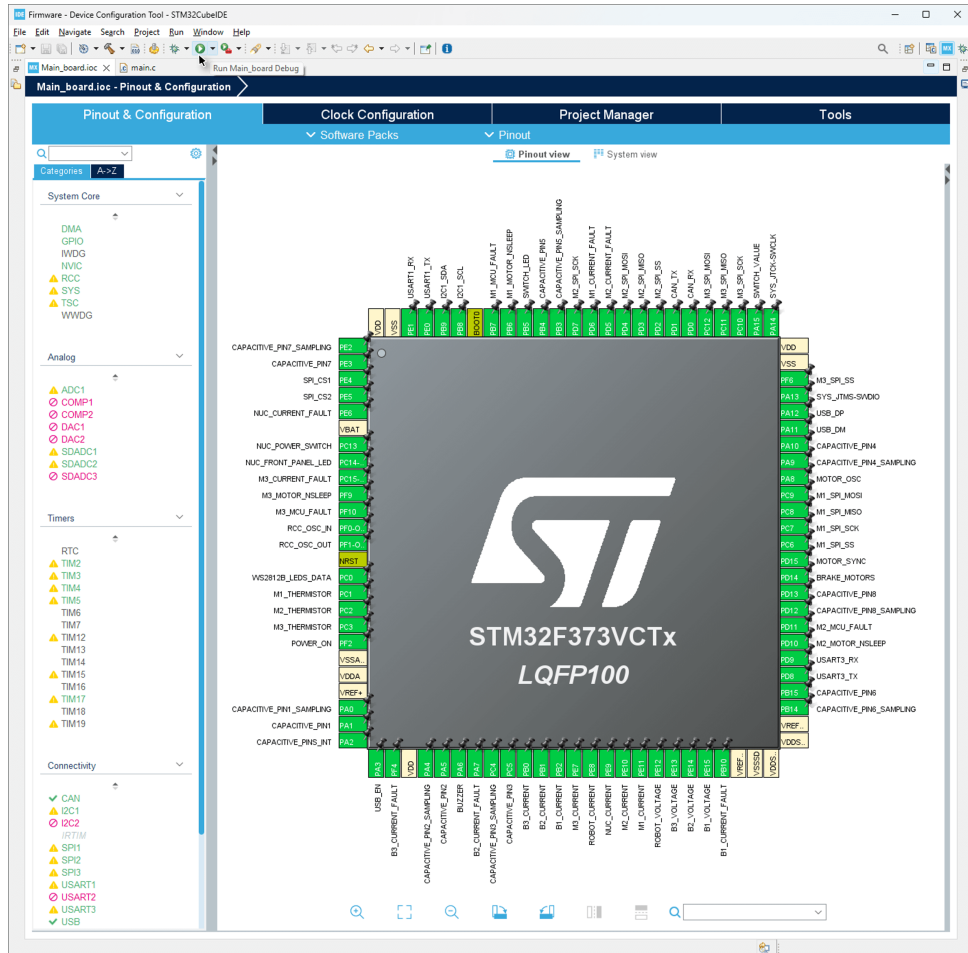 IDE Firmware - Device Configuration Tool - STM32CubeIDE
File Edit Navigate Search Project Run Window Help
MX Main_board.ioc main.c
Run Main_board Debug
Main_board.ioc - Pinout & Configuration
Pinout & Configuration Clock Configuration Project Manager Tools
Software Packs Pinout
Pinout view System view
Categories A->Z
System Core
DMA
GPIO
IWDG
NVIC
RCC
SYS
TSC
WWDG
Analog
ADC1
COMP1
COMP2
DAC1
DAC2
SDADC1
SDADC2
SDADC3
Timers
RTC
TIM2
TIM3
TIM4
TIM5
TIM6
TIM7
TIM12
TIM13
TIM14
TIM15
TIM16
TIM17
TIM18
TIM19
Connectivity
CAN
I2C1
I2C2
IRTIM
SPI1
SPI2
SPI3
USART1
USART2
USART3
USB
USART1_RX
USART1_TX
I2C1_SDA
I2C1_SCL
M1_MCU_FAULT
M1_MOTOR_NSLEEP
SWITCH_LED
CAPACITIVE_PIN5
CAPACITIVE_PIN5_SAMPLING
M2_SPI_SCK
M1_CURRENT_FAULT
M2_CURRENT_FAULT
M2_SPI_MOSI
M2_SPI_MISO
M2_SPI_SS
CAN_TX
CAN_RX
M3_SPI_MOSI
M3_SPI_MISO
M3_SPI_SCK
SWITCH_VALUE
SYS_JTCK-SWCLK
VDD
VSS
PE1
PE0
PB9
PB8
BOOT0
PB7
PB6
PB5
PB4
PB3
PD7
PD6
PD5
PD4
PD3
PD2
PD1
PD0
PC12
PC11
PC10
PA15
PA14
CAPACITIVE_PIN7_SAMPLING PE2
CAPACITIVE_PIN7 PE3
SPI_CS1 PE4
SPI_CS2 PE5
NUC_CURRENT_FAULT PE6
VBAT
NUC_POWER_SWITCH PC13
NUC_FRONT_PANEL_LED PC14-..
M3_CURRENT_FAULT PC15-..
M3_MOTOR_NSLEEP PF9
M3_MCU_FAULT PF10
RCC_OSC_IN PF0-O..
RCC_OSC_OUT PF1-O..
NRST
WS2812B_LEDS_DATA PC0
M1_THERMISTOR PC1
M2_THERMISTOR PC2
M3_THERMISTOR PC3
POWER_ON PF2
VSSA..
VDDA
VREF+
CAPACITIVE_PIN1_SAMPLING PA0
CAPACITIVE_PIN1 PA1
CAPACITIVE_PINS_INT PA2
ST
STM32F373VCTx
LQFP100
VDD
VSS
PF6 M3_SPI_SS
PA13 SYS_JTMS-SWDIO
PA12 USB_DP
PA11 USB_DM
PA10 CAPACITIVE_PIN4
PA9 CAPACITIVE_PIN4_SAMPLING
PA8 MOTOR_OSC
PC9 M1_SPI_MOSI
PC8 M1_SPI_MISO
PC7 M1_SPI_SCK
PC6 M1_SPI_SS
PD15 MOTOR_SYNC
PD14 BRAKE_MOTORS
PD13 CAPACITIVE_PIN8
PD12 CAPACITIVE_PIN8_SAMPLING
PD11 M2_MCU_FAULT
PD10 M2_MOTOR_NSLEEP
PD9 USART3_RX
PD8 USART3_TX
PB15 CAPACITIVE_PIN6
PB14 CAPACITIVE_PIN6_SAMPLING
VREF..
VDDS..
PA3
PF4
VDD
PA4
PA5
PA6
PA7
PC4
PC5
PB0
PB1
PB2
PE7
PE8
PE9
PE10
PE11
PE12
PE13
PE14
PE15
PB10
VREF..
VSSSD
VDDS..
USB_EN
B3_CURRENT_FAULT
CAPACITIVE_PIN2_SAMPLING
CAPACITIVE_PIN2
BUZZER
B2_CURRENT_FAULT
CAPACITIVE_PIN3_SAMPLING
CAPACITIVE_PIN3
B3_CURRENT
B2_CURRENT
B1_CURRENT
M3_CURRENT
ROBOT_CURRENT
NUC_CURRENT
M2_CURRENT
M1_CURRENT
ROBOT_VOLTAGE
B3_VOLTAGE
B2_VOLTAGE
B1_VOLTAGE
B1_CURRENT_FAULT